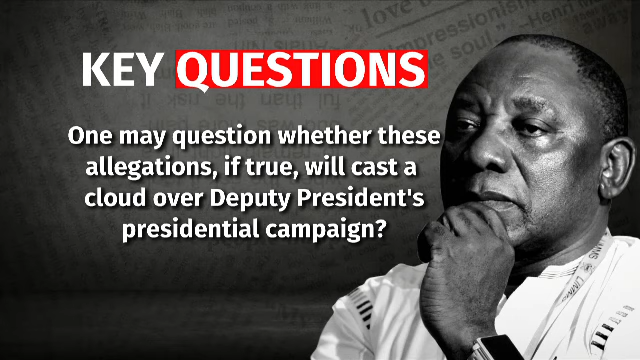 KEY QUESTIONS
One may question whether these
allegations, if true, will cast a
cloud over Deputy President's
presidential campaign?